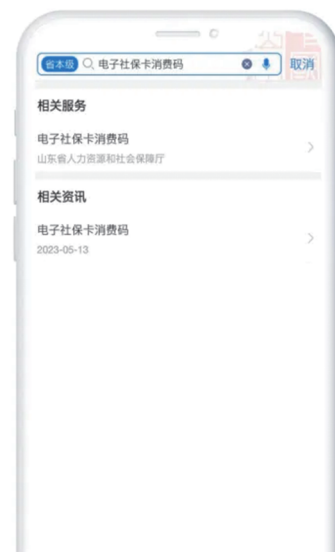 省本级 电子社保卡消费码 取消
相关服务
电子社保卡消费码
山东省人力资源和社会保障厅
相关资讯
电子社保卡消费码
2023-05-13